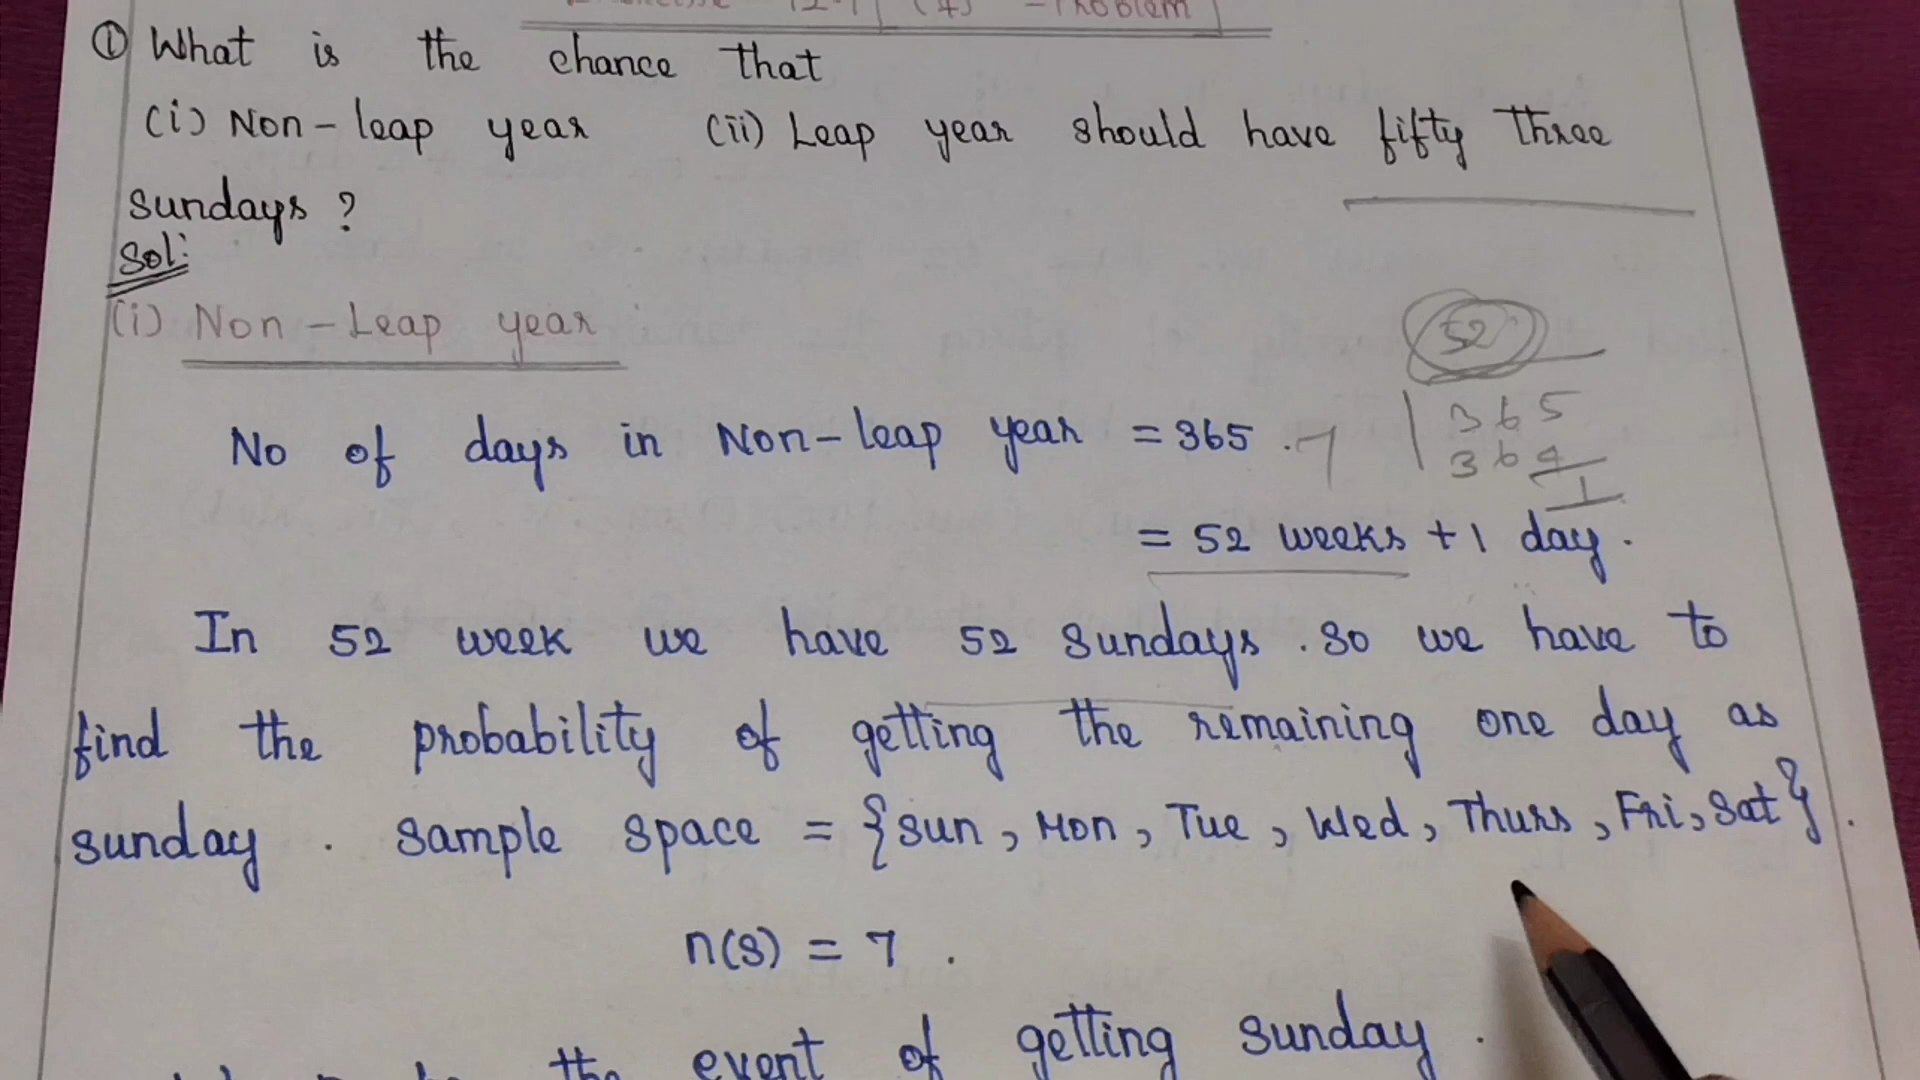 (4) - Problem
① What is the chance that
(i) Non-leap year (ii) Leap year should have fifty three
sundays ?
Sol:
(i) Non-Leap year
52
No of days in Non-leap year = 365 . 7 | 365
364
1
= 52 weeks + 1 day .
In 52 week we have 52 sundays . so we have to
find the probability of getting the remaining one day as
sunday . sample space = {sun , Mon , Tue , Wed , Thurs , Fri , Sat} .
n(s) = 7 .
the event of getting sunday .